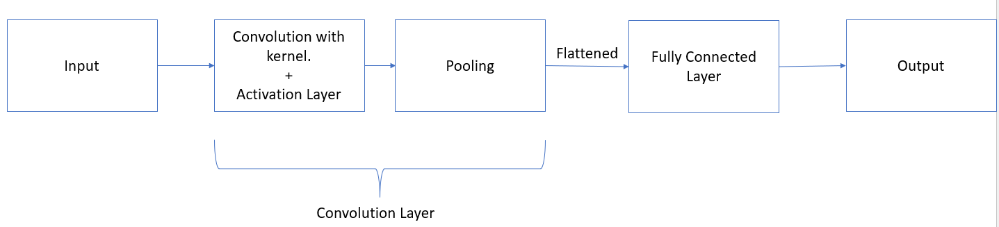 Input
Convolution with
kernel.
+
Activation Layer
Pooling
Flattened
Fully Connected
Layer
Output
Convolution Layer